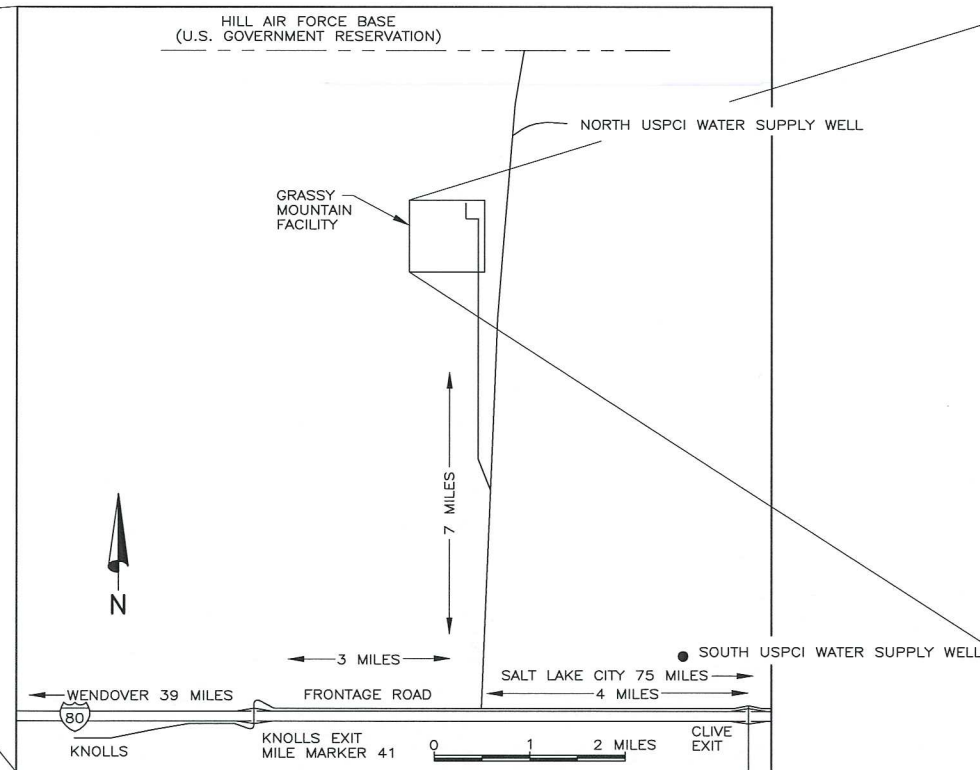 HILL AIR FORCE BASE
(U.S. GOVERNMENT RESERVATION)
NORTH USPCI WATER SUPPLY WELL
GRASSY
MOUNTAIN
FACILITY
7 MILES
N
3 MILES
SOUTH USPCI WATER SUPPLY WELL
SALT LAKE CITY 75 MILES
WENDOVER 39 MILES
FRONTAGE ROAD
4 MILES
80
KNOLLS
KNOLLS EXIT
MILE MARKER 41
0 1 2 MILES
CLIVE
EXIT